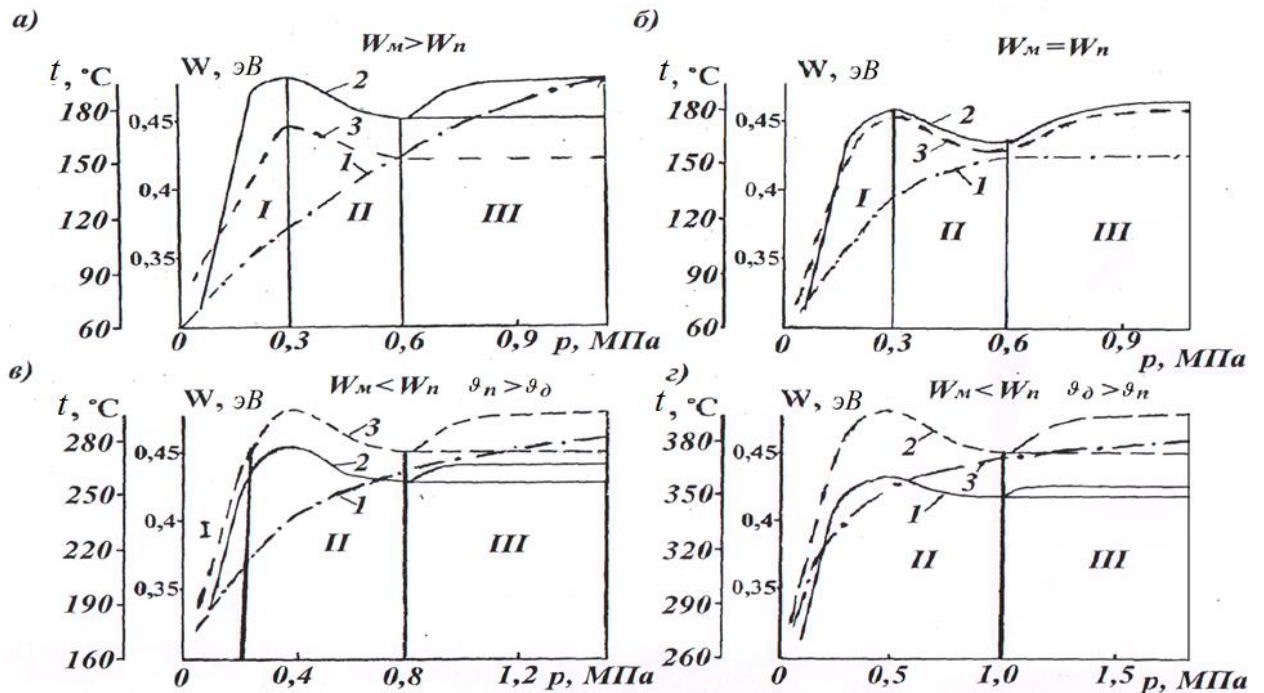 а)
Wм>Wп
t, °C
W, эВ
180
0,45
150
0,4
120
90
0,35
60
2
3
1
I
II
III
0
0,3
0,6
0,9
p, МПа
б)
Wм=Wп
t, °C
W, эВ
180
0,45
150
0,4
120
90
0,35
60
2
3
1
I
II
III
0
0,3
0,6
0,9
p, МПа
в)
Wм<Wп ϑп>ϑд
t, °C
W, эВ
280
0,45
250
0,4
220
190
0,35
160
3
2
1
I
II
III
0
0,4
0,8
1,2
p, МПа
г)
Wм<Wп ϑд>ϑп
t, °C
W, эВ
380
0,45
350
0,4
320
290
0,35
260
2
3
1
II
III
0
0,5
1,0
1,5
p, МПа